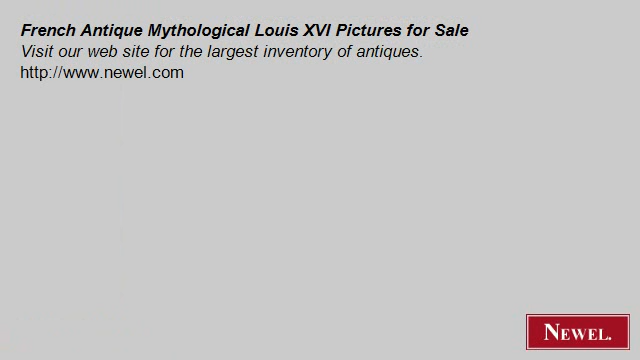 French Antique Mythological Louis XVI Pictures for Sale
Visit our web site for the largest inventory of antiques.
http://www.newel.com
NEWEL.